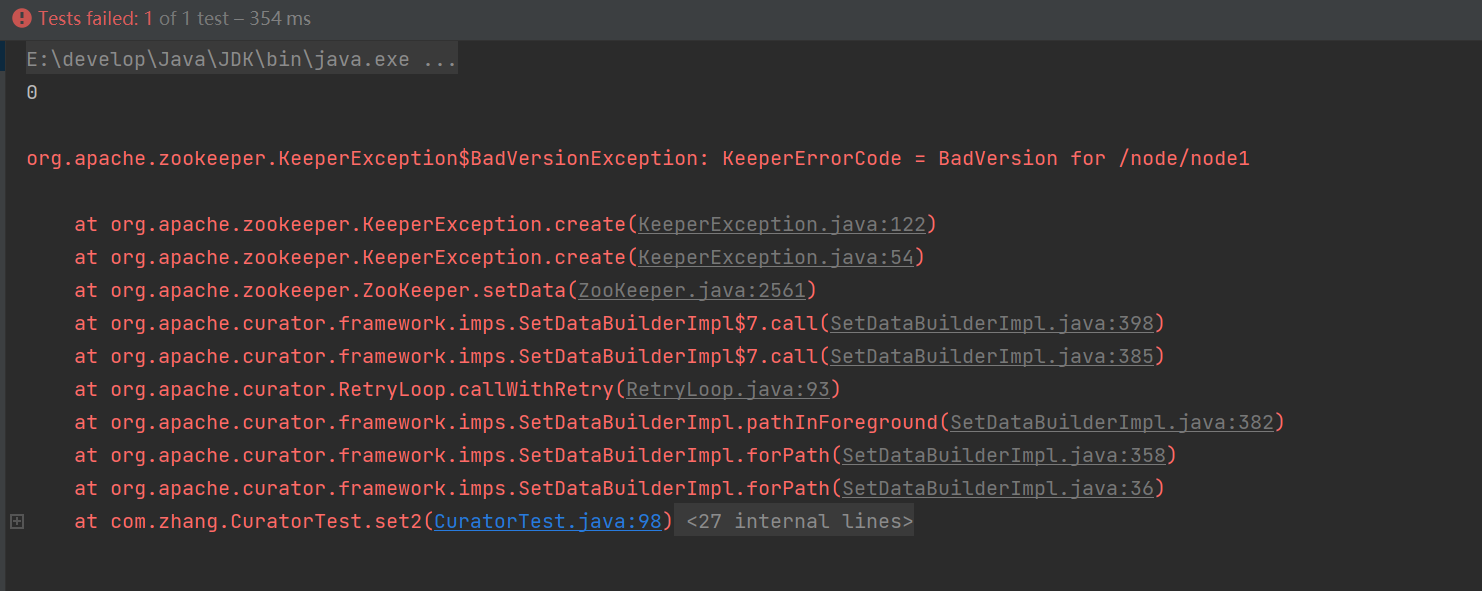 Tests failed: 1 of 1 test – 354 ms
E:\develop\Java\JDK\bin\java.exe ...
0
org.apache.zookeeper.KeeperException$BadVersionException: KeeperErrorCode = BadVersion for /node/node1
at org.apache.zookeeper.KeeperException.create(KeeperException.java:122)
at org.apache.zookeeper.KeeperException.create(KeeperException.java:54)
at org.apache.zookeeper.ZooKeeper.setData(ZooKeeper.java:2561)
at org.apache.curator.framework.imps.SetDataBuilderImpl$7.call(SetDataBuilderImpl.java:398)
at org.apache.curator.framework.imps.SetDataBuilderImpl$7.call(SetDataBuilderImpl.java:385)
at org.apache.curator.RetryLoop.callWithRetry(RetryLoop.java:93)
at org.apache.curator.framework.imps.SetDataBuilderImpl.pathInForeground(SetDataBuilderImpl.java:382)
at org.apache.curator.framework.imps.SetDataBuilderImpl.forPath(SetDataBuilderImpl.java:358)
at org.apache.curator.framework.imps.SetDataBuilderImpl.forPath(SetDataBuilderImpl.java:36)
at com.zhang.CuratorTest.set2(CuratorTest.java:98) <27 internal lines>